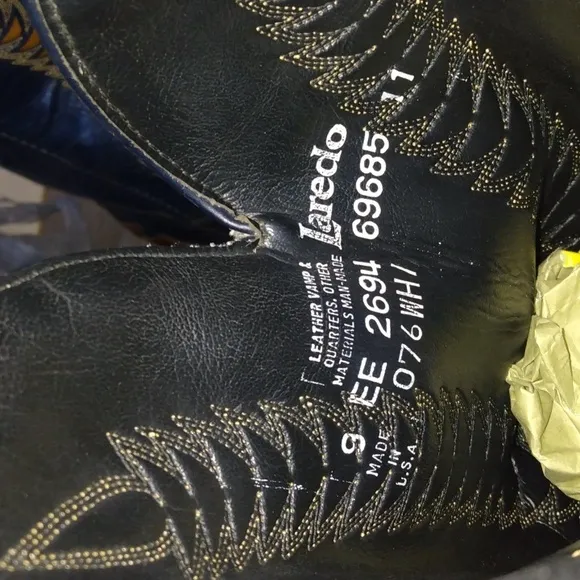 Laredo
LEATHER VAMP &
QUARTERS, OTHER
MATERIALS MAN-MADE
9 EE 2694 69685 11
076WH/
MADE
IN
U.S.A.